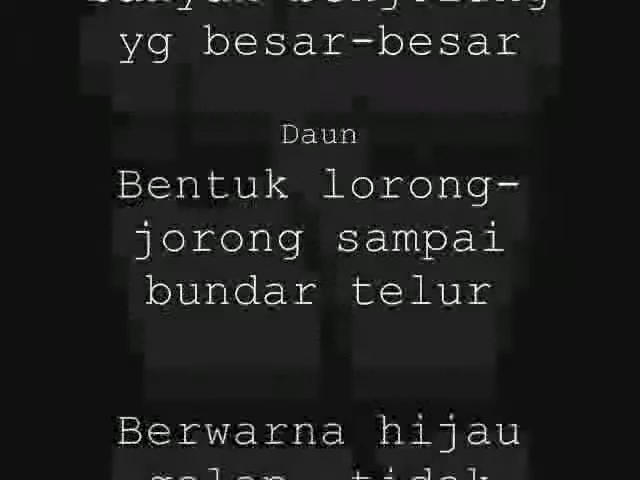 yg besar-besar
Daun
Bentuk lorong-
jorong sampai
bundar telur
Berwarna hijau